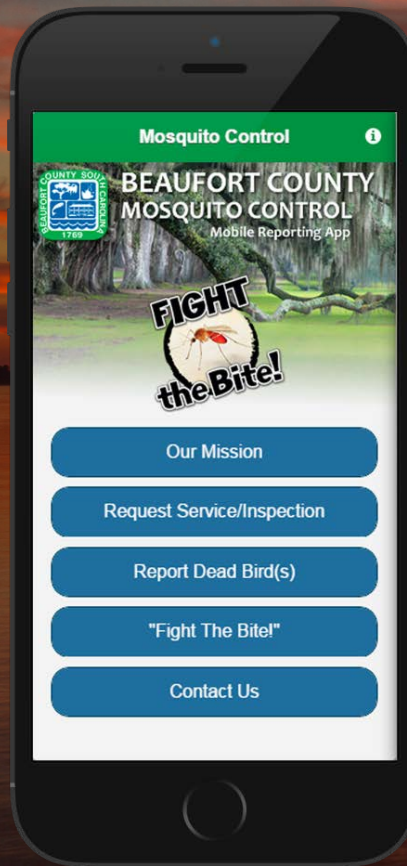 Mosquito Control
BEAUFORT COUNTY SOUTH CAROLINA
1769
BEAUFORT COUNTY
MOSQUITO CONTROL
Mobile Reporting App
FIGHT
the Bite!
Our Mission
Request Service/Inspection
Report Dead Bird(s)
"Fight The Bite!"
Contact Us